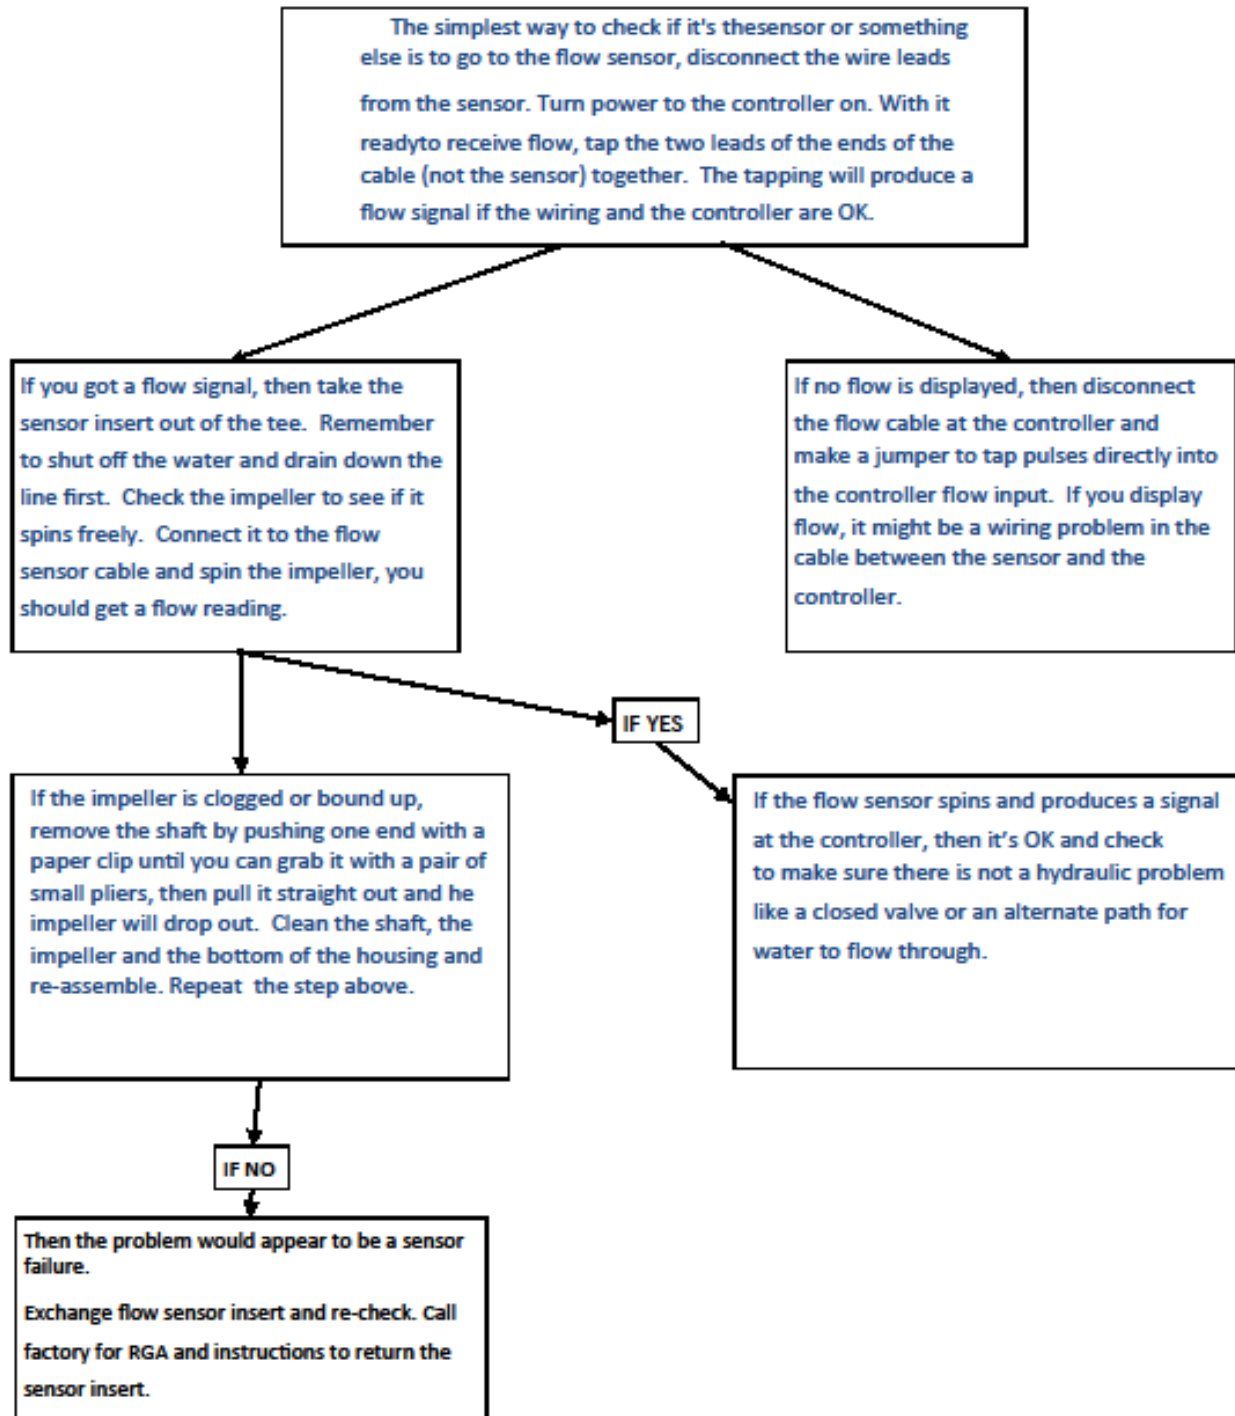 The simplest way to check if it's thesensor or something
else is to go to the flow sensor, disconnect the wire leads
from the sensor. Turn power to the controller on. With it
readyto receive flow, tap the two leads of the ends of the
cable (not the sensor) together. The tapping will produce a
flow signal if the wiring and the controller are OK.
If you got a flow signal, then take the
sensor insert out of the tee. Remember
to shut off the water and drain down the
line first. Check the impeller to see if it
spins freely. Connect it to the flow
sensor cable and spin the impeller, you
should get a flow reading.
If no flow is displayed, then disconnect
the flow cable at the controller and
make a jumper to tap pulses directly into
the controller flow input. If you display
flow, it might be a wiring problem in the
cable between the sensor and the
controller.
IF YES
If the impeller is clogged or bound up,
remove the shaft by pushing one end with a
paper clip until you can grab it with a pair of
small pliers, then pull it straight out and he
impeller will drop out. Clean the shaft, the
impeller and the bottom of the housing and
re-assemble. Repeat the step above.
If the flow sensor spins and produces a signal
at the controller, then it's OK and check
to make sure there is not a hydraulic problem
like a closed valve or an alternate path for
water to flow through.
IF NO
Then the problem would appear to be a sensor
failure.
Exchange flow sensor insert and re-check. Call
factory for RGA and instructions to return the
sensor insert.